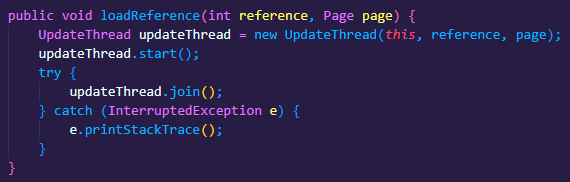 public void loadReference(int reference, Page page) {
    UpdateThread updateThread = new UpdateThread(this, reference, page);
    updateThread.start();
    try {
        updateThread.join();
    } catch (InterruptedException e) {
        e.printStackTrace();
    }
}